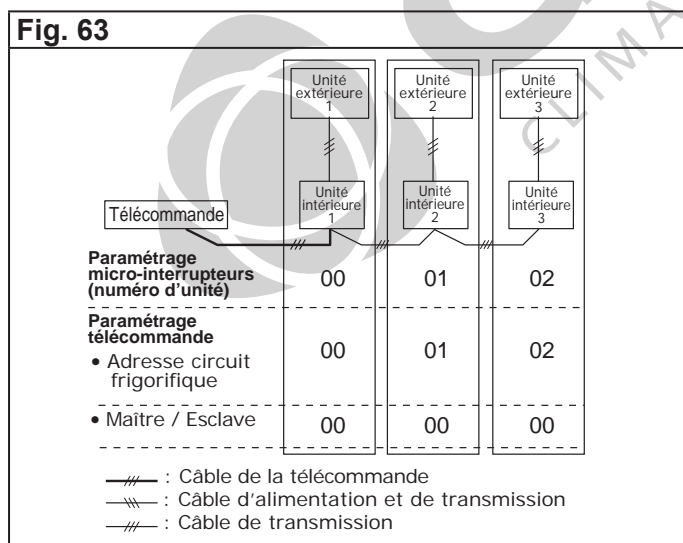 Fig. 63
CLIMA
Unité
extérieure
1
Unité
extérieure
2
Unité
extérieure
3
Unité
intérieure
1
Unité
intérieure
2
Unité
intérieure
3
Télécommande
Paramétrage
micro-interrupteurs
(numéro d'unité)
00 01 02
Paramétrage
télécommande
• Adresse circuit
frigorifique
00 01 02
• Maître / Esclave 00 00 00
: Câble de la télécommande
: Câble d'alimentation et de transmission
: Câble de transmission